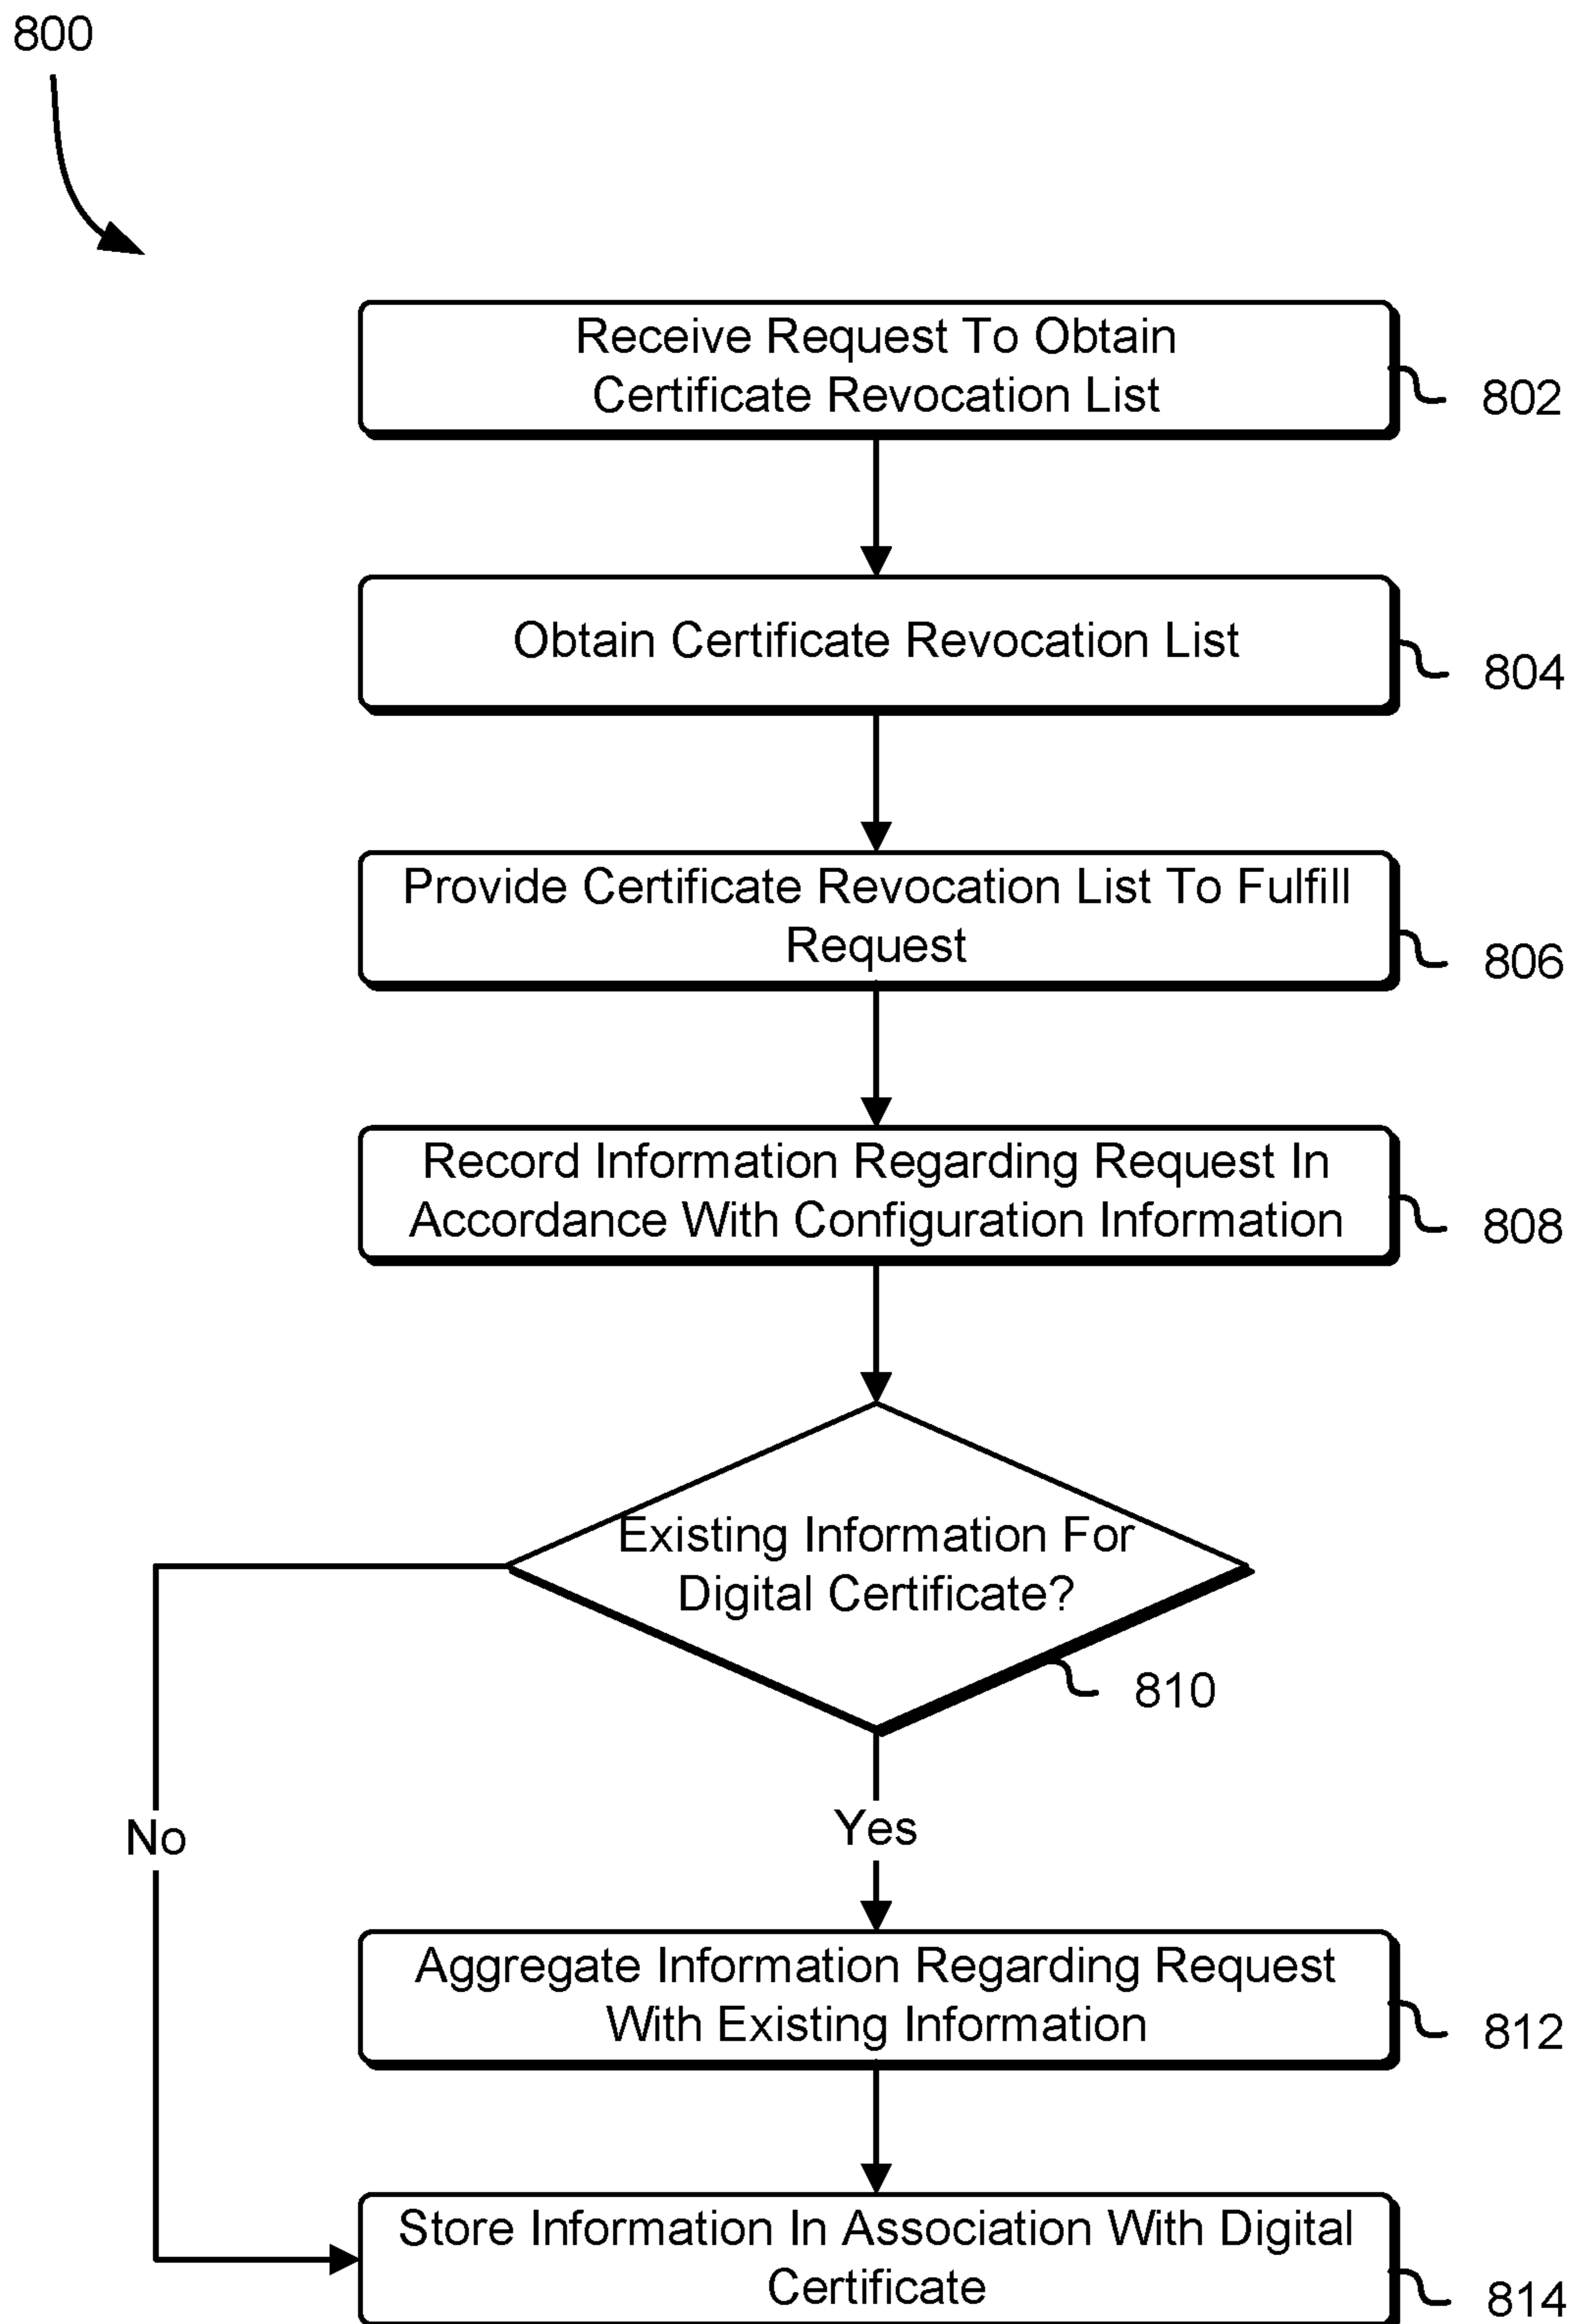 800
Receive Request To Obtain
Certificate Revocation List
802
Obtain Certificate Revocation List
804
Provide Certificate Revocation List To Fulfill
Request
806
Record Information Regarding Request In
Accordance With Configuration Information
808
Existing Information For
Digital Certificate?
810
No
Yes
Aggregate Information Regarding Request
With Existing Information
812
Store Information In Association With Digital
Certificate
814